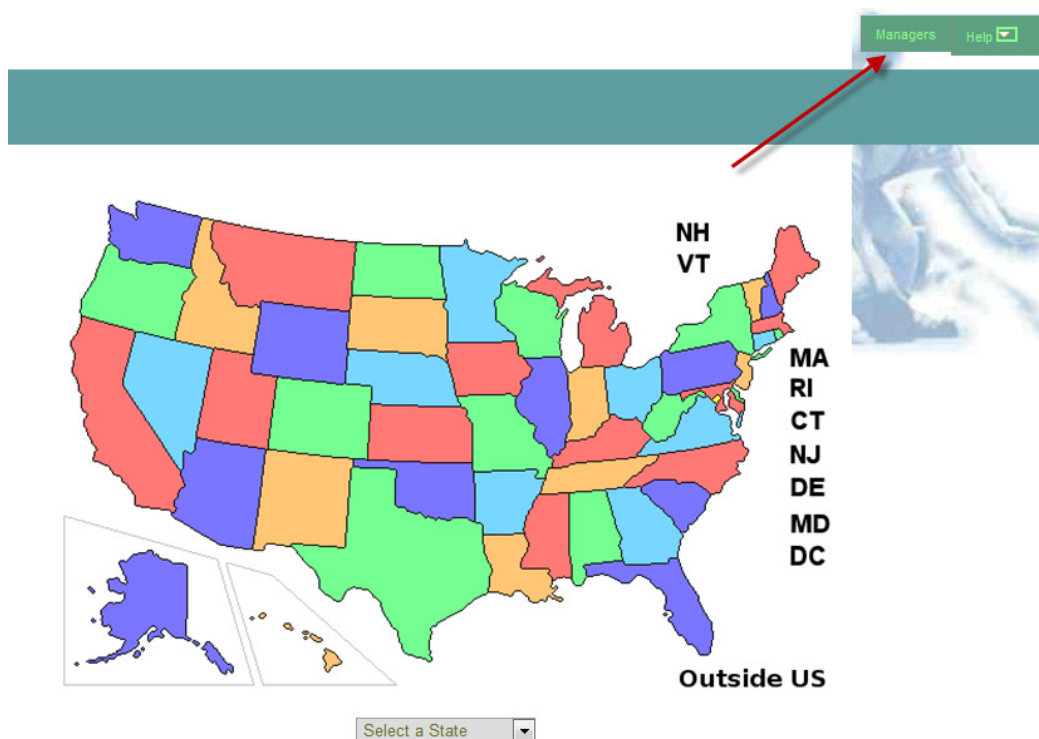 Managers Help
NH
VT
MA
RI
CT
NJ
DE
MD
DC
Outside US
Select a State